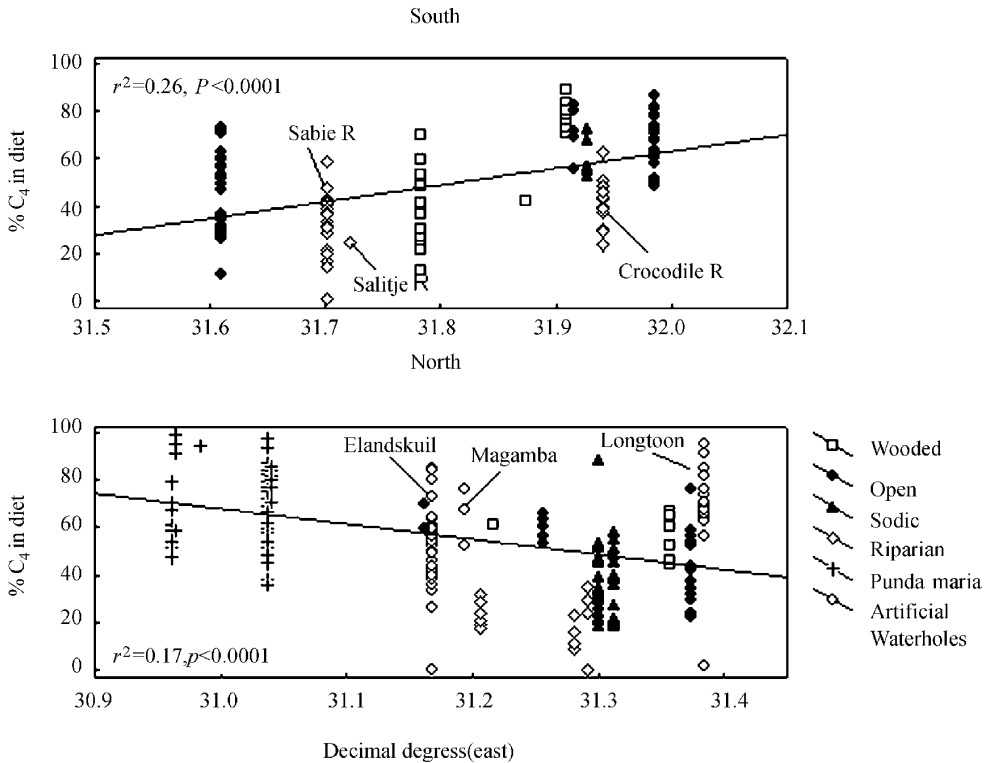 South
100
80
60
40
20
0
% C₄ in diet
r²=0.26, P<0.0001
Sabie R
Salitje
Crocodile R
31.5 31.6 31.7 31.8 31.9 32.0 32.1
North
100
80
60
40
20
0
% C₄ in diet
Elandskuil
Magamba
Longtoon
r²=0.17,p<0.0001
30.9 31.0 31.1 31.2 31.3 31.4
Decimal degress(east)
Wooded
Open
Sodic
Riparian
Punda maria
Artificial
Waterholes